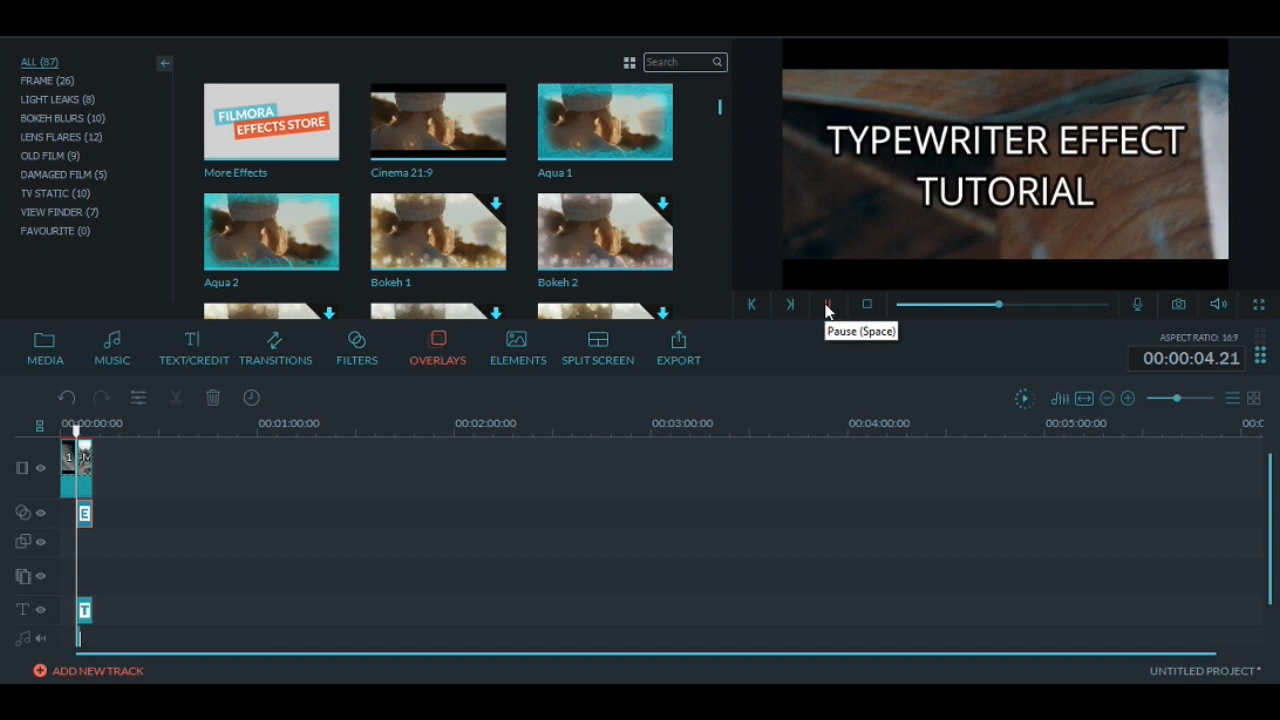 ALL (87)
FRAME (26)
LIGHT LEAKS (8)
BOKEH BLURS (10)
LENS FLARES (12)
OLD FILM (9)
DAMAGED FILM (5)
TV STATIC (10)
VIEW FINDER (7)
FAVOURITE (0)
Search
FILMORA
EFFECTS STORE
More Effects
Cinema 21:9
Aqua 1
Aqua 2
Bokeh 1
Bokeh 2
TYPEWRITER EFFECT
TUTORIAL
Pause (Space)
MEDIA
MUSIC
TEXT/CREDIT
TRANSITIONS
FILTERS
OVERLAYS
ELEMENTS
SPLIT SCREEN
EXPORT
ASPECT RATIO: 16:9
00:00:04.21
00:00:00:00
00:01:00:00
00:02:00:00
00:03:00:00
00:04:00:00
00:05:00:00
1
E
T
ADD NEW TRACK
UNTITLED PROJECT *